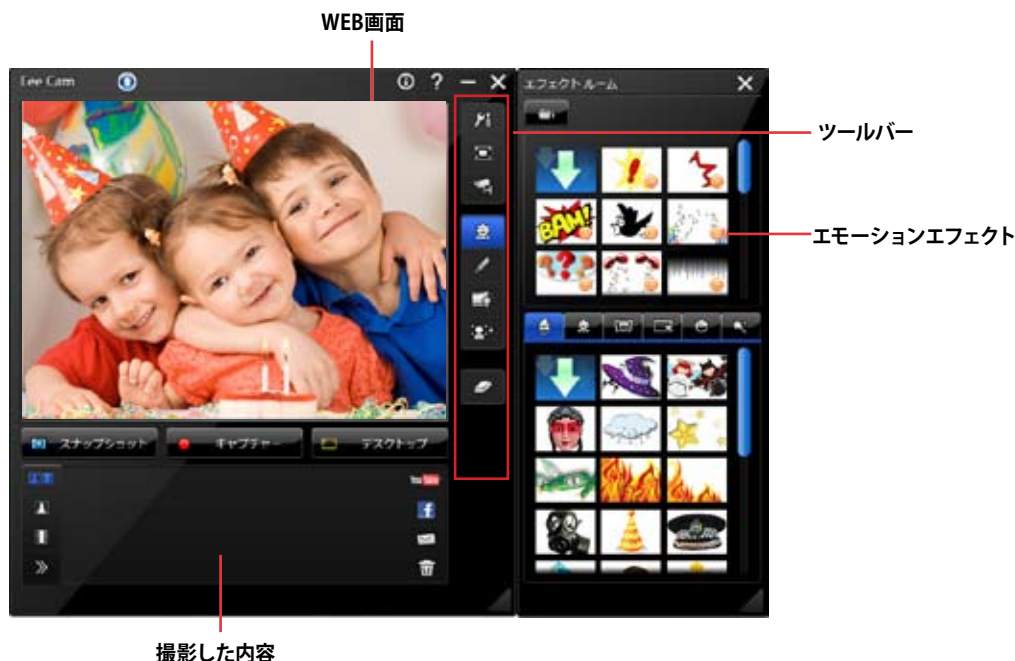 WEB画面
Cee Cam
エフェクト ルーム
ツールバー
BAM!
エモーションエフェクト
スナップショット
キャプチャー
デスクトップ
撮影した内容